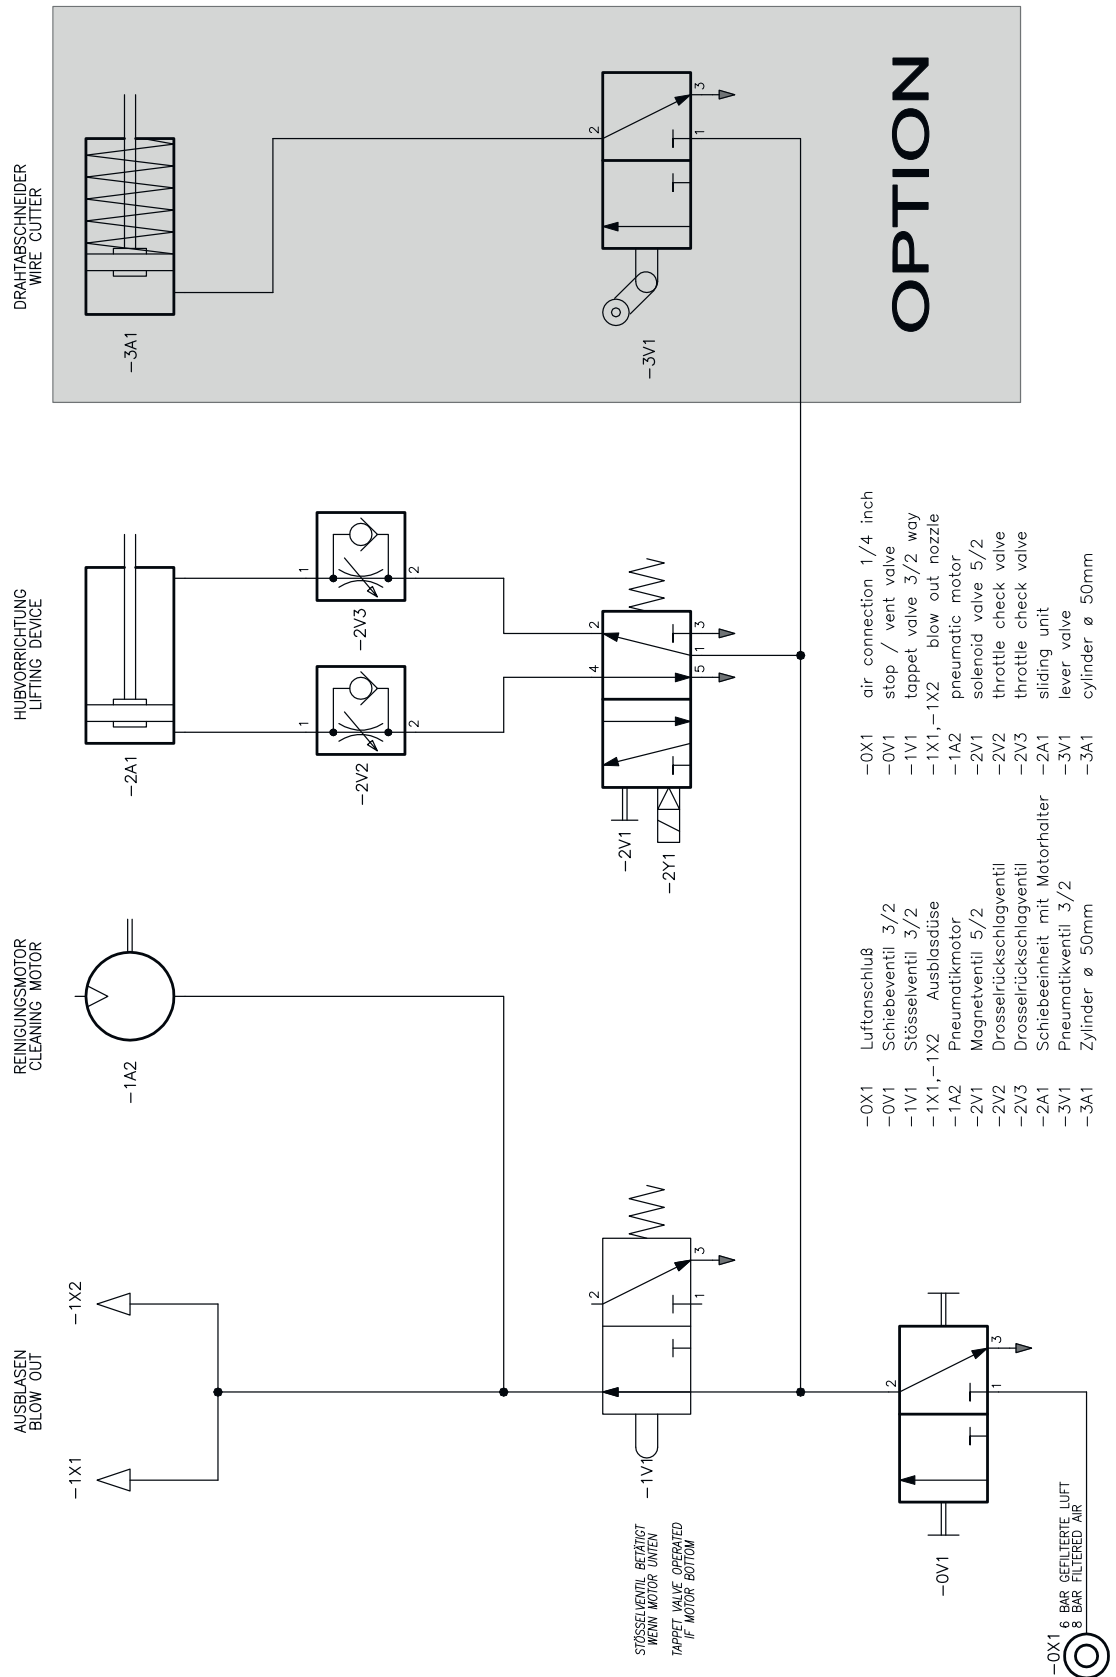 AUSBLASEN
BLOW OUT
REINIGUNGSMOTOR
CLEANING MOTOR
HUBVORRICHTUNG
LIFTING DEVICE
DRAHTABSCHNEIDER
WIRE CUTTER
-1X1
-1X2
-1A2
-2A1
-3A1
1
1
-2V2
-2V3
2
2
2
4
2
2
-1V1
-2V1
-3V1
1
3
5
1
3
1
3
-2Y1
STÖSSELVENTIL BETÄTIGT
WENN MOTOR UNTEN
TAPPET VALVE OPERATED
IF MOTOR BOTTOM
OPTION
2
-0V1
1
3
-0X1
6 BAR GEFILTERTE LUFT
8 BAR FILTERED AIR
-0X1 Luftanschluß
-0V1 Schiebeventil 3/2
-1V1 Stösselventil 3/2
-1X1,-1X2 Ausblasdüse
-1A2 Pneumatikmotor
-2V1 Magnetventil 5/2
-2V2 Drosselrückschlagventil
-2V3 Drosselrückschlagventil
-2A1 Schiebeeinheit mit Motorhalter
-3V1 Pneumatikventil 3/2
-3A1 Zylinder ø 50mm
-0X1 air connection 1/4 inch
-0V1 stop / vent valve
-1V1 tappet valve 3/2 way
-1X1,-1X2 blow out nozzle
-1A2 pneumatic motor
-2V1 solenoid valve 5/2
-2V2 throttle check valve
-2V3 throttle check valve
-2A1 sliding unit
-3V1 lever valve
-3A1 cylinder ø 50mm